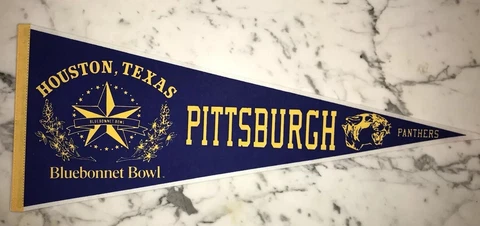 HOUSTON, TEXAS
BLUEBONNET BOWL
Bluebonnet Bowl
PITTSBURGH
PANTHERS